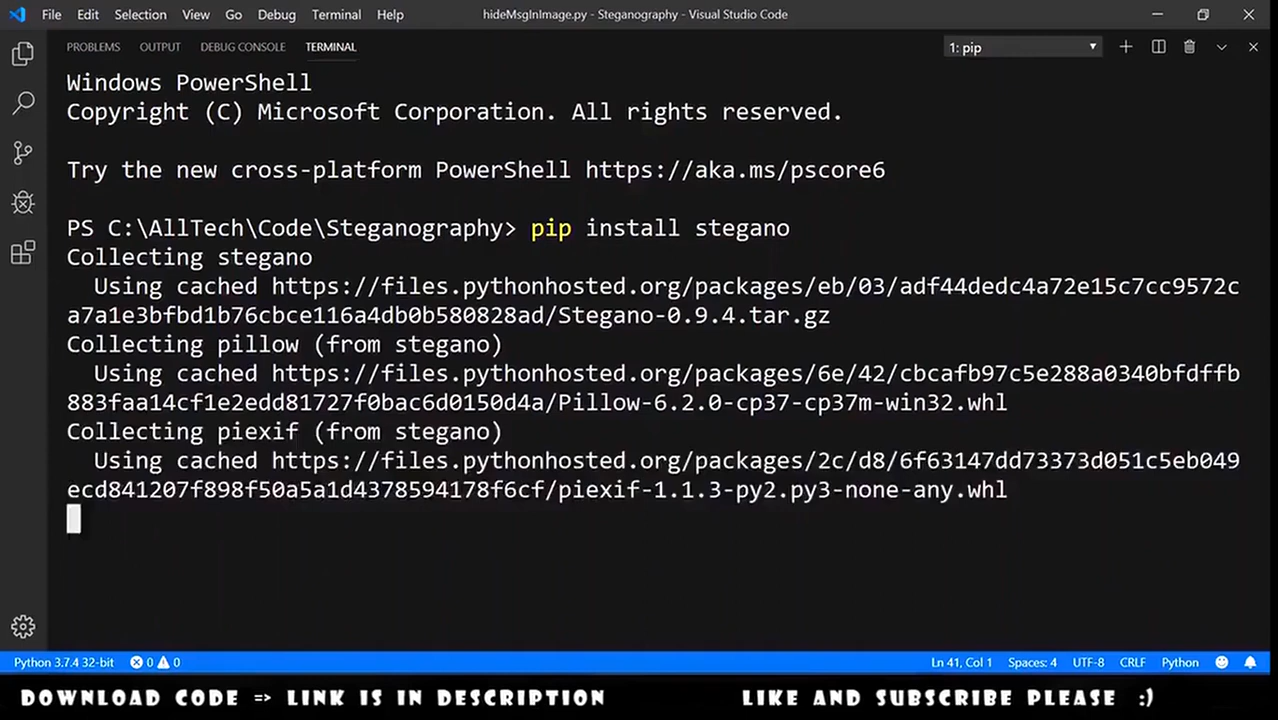 File Edit Selection View Go Debug Terminal Help hideMsgInImage.py - Steganography - Visual Studio Code
PROBLEMS OUTPUT DEBUG CONSOLE TERMINAL 1: pip
Windows PowerShell
Copyright (C) Microsoft Corporation. All rights reserved.
Try the new cross-platform PowerShell https://aka.ms/pscore6
PS C:\AllTech\Code\Steganography> pip install stegano
Collecting stegano
Using cached https://files.pythonhosted.org/packages/eb/03/adf44dedc4a72e15c7cc9572c
a7a1e3bfbd1b76cbce116a4db0b580828ad/Stegano-0.9.4.tar.gz
Collecting pillow (from stegano)
Using cached https://files.pythonhosted.org/packages/6e/42/cbcafb97c5e288a0340bfdffb
883faa14cf1e2edd81727f0bac6d0150d4a/Pillow-6.2.0-cp37-cp37m-win32.whl
Collecting piexif (from stegano)
Using cached https://files.pythonhosted.org/packages/2c/d8/6f63147dd73373d051c5eb049
ecd841207f898f50a5a1d4378594178f6cf/piexif-1.1.3-py2.py3-none-any.whl
Python 3.7.4 32-bit 0 0 Ln 41, Col 1 Spaces: 4 UTF-8 CRLF Python
DOWNLOAD CODE => LINK IS IN DESCRIPTION LIKE AND SUBSCRIBE PLEASE :)